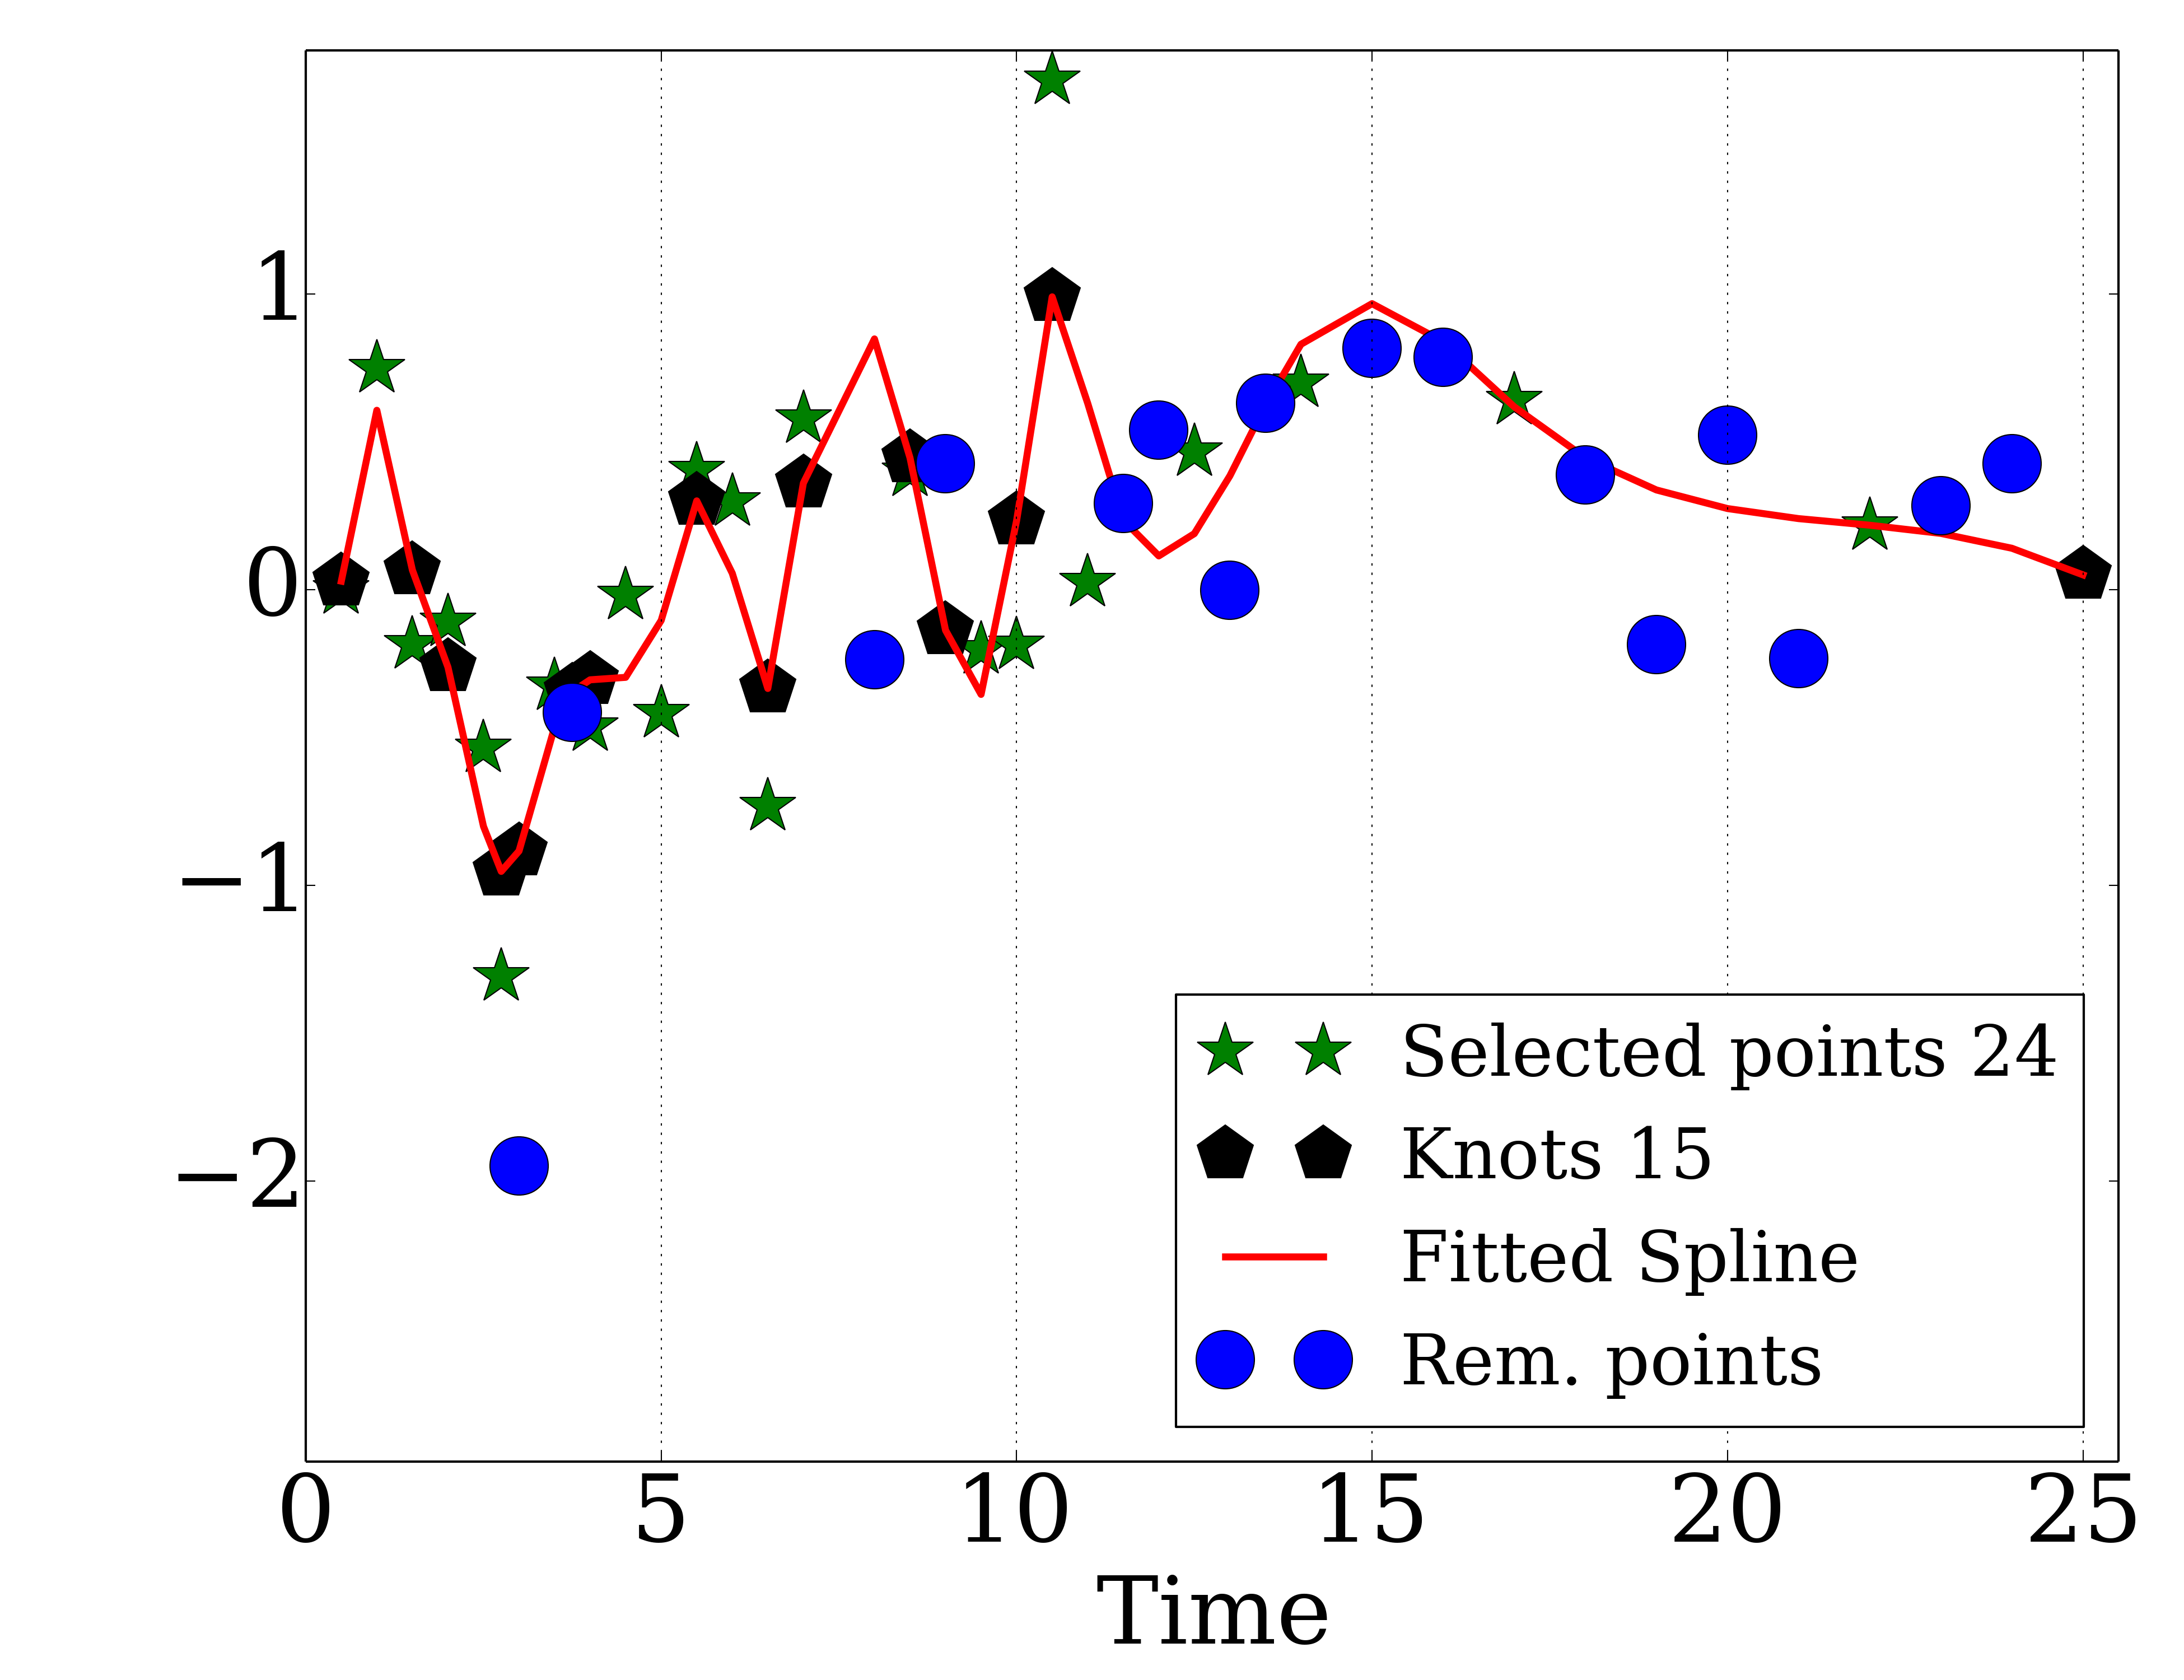 1
0
−1
−2
Selected points 24
Knots 15
Fitted Spline
Rem. points
0 5 10 15 20 25
Time